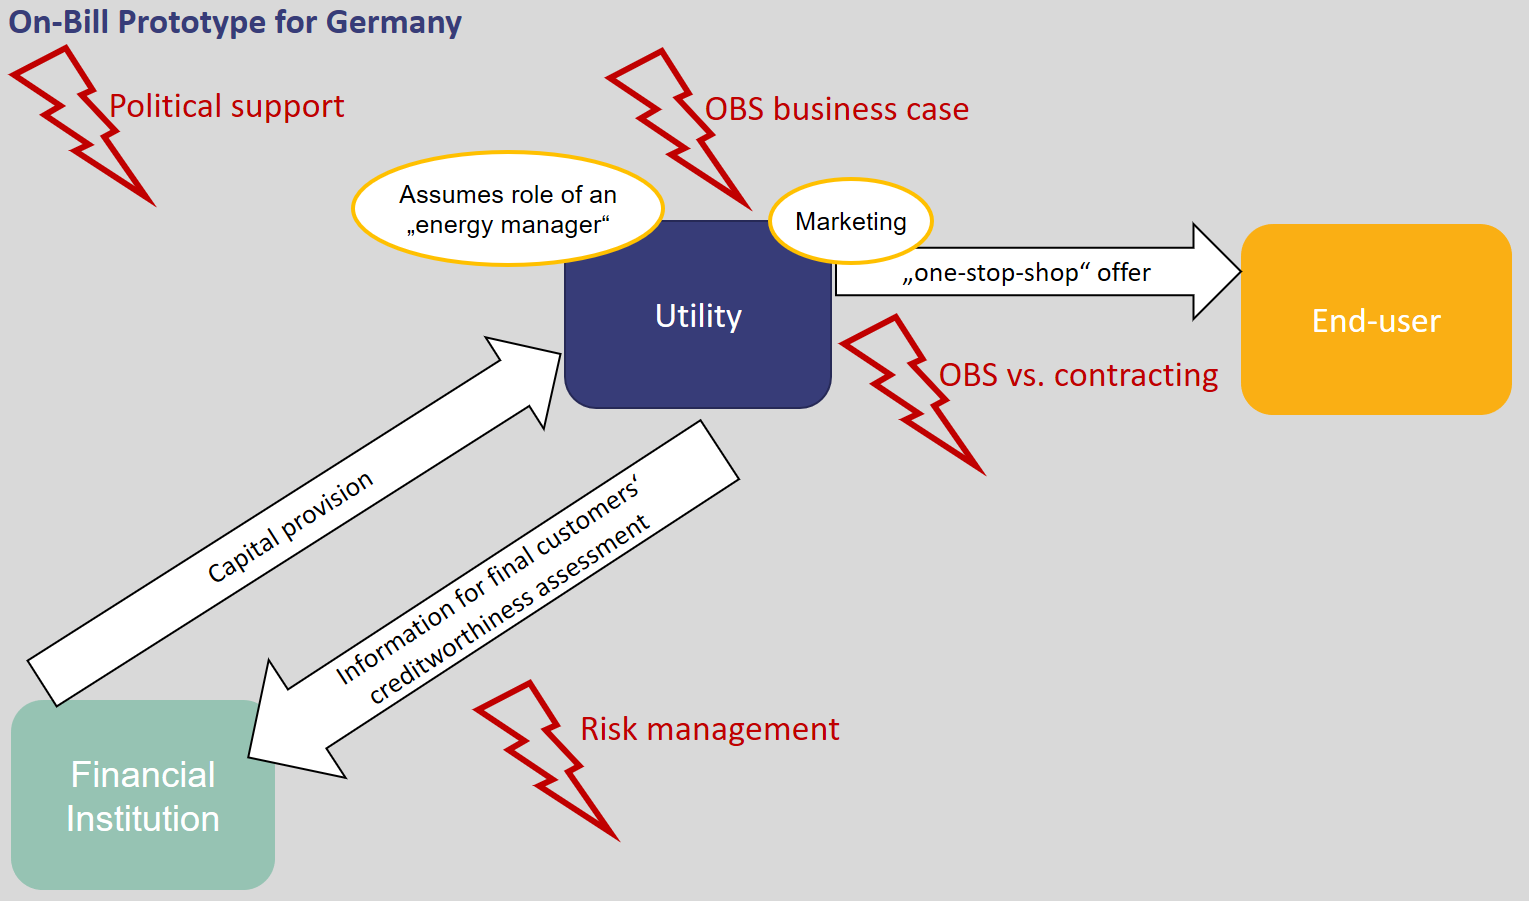 On-Bill Prototype for Germany
Political support
OBS business case
Assumes role of an
„energy manager“
Marketing
„one-stop-shop“ offer
Utility
End-user
OBS vs. contracting
Capital provision
Information for final customers‘
creditworthiness assessment
Risk management
Financial
Institution